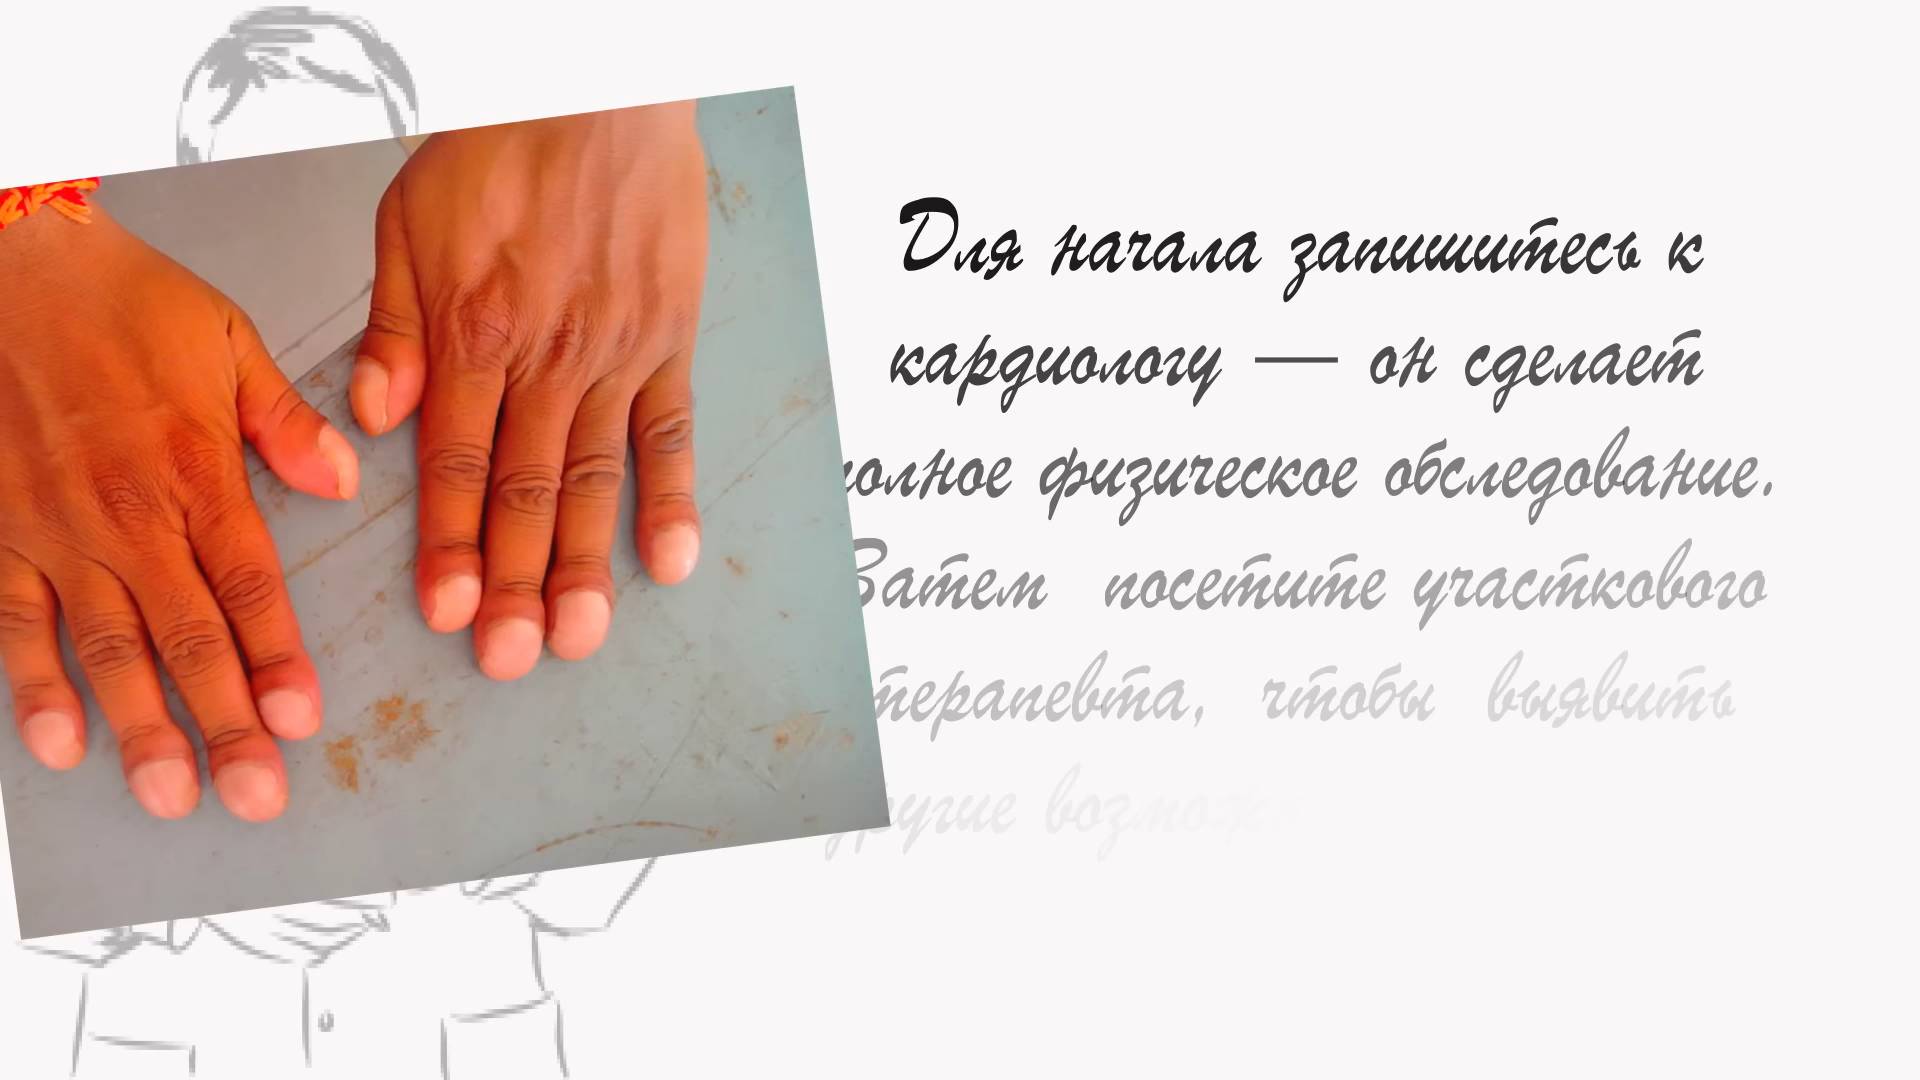 Для начала запишитесь к
кардиологу — он сделает
полное физическое обследование.
Затем посетите участкового
терапевта, чтобы выявить
другие